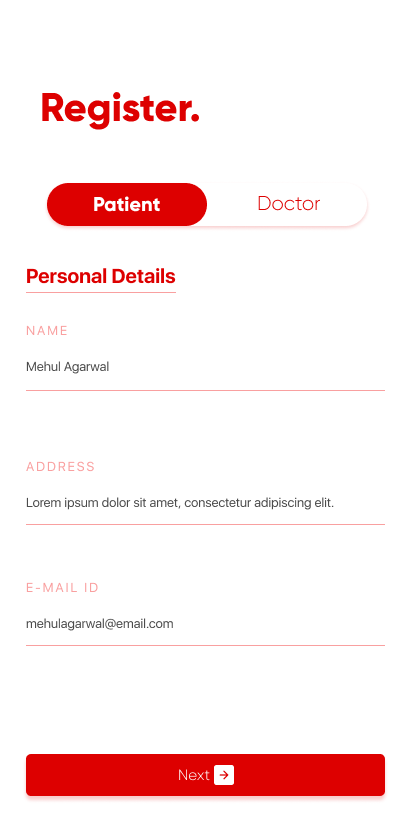 Register.
Patient Doctor
Personal Details
NAME
Mehul Agarwal
ADDRESS
Lorem ipsum dolor sit amet, consectetur adipiscing elit.
E-MAIL ID
mehulagarwal@email.com
Next